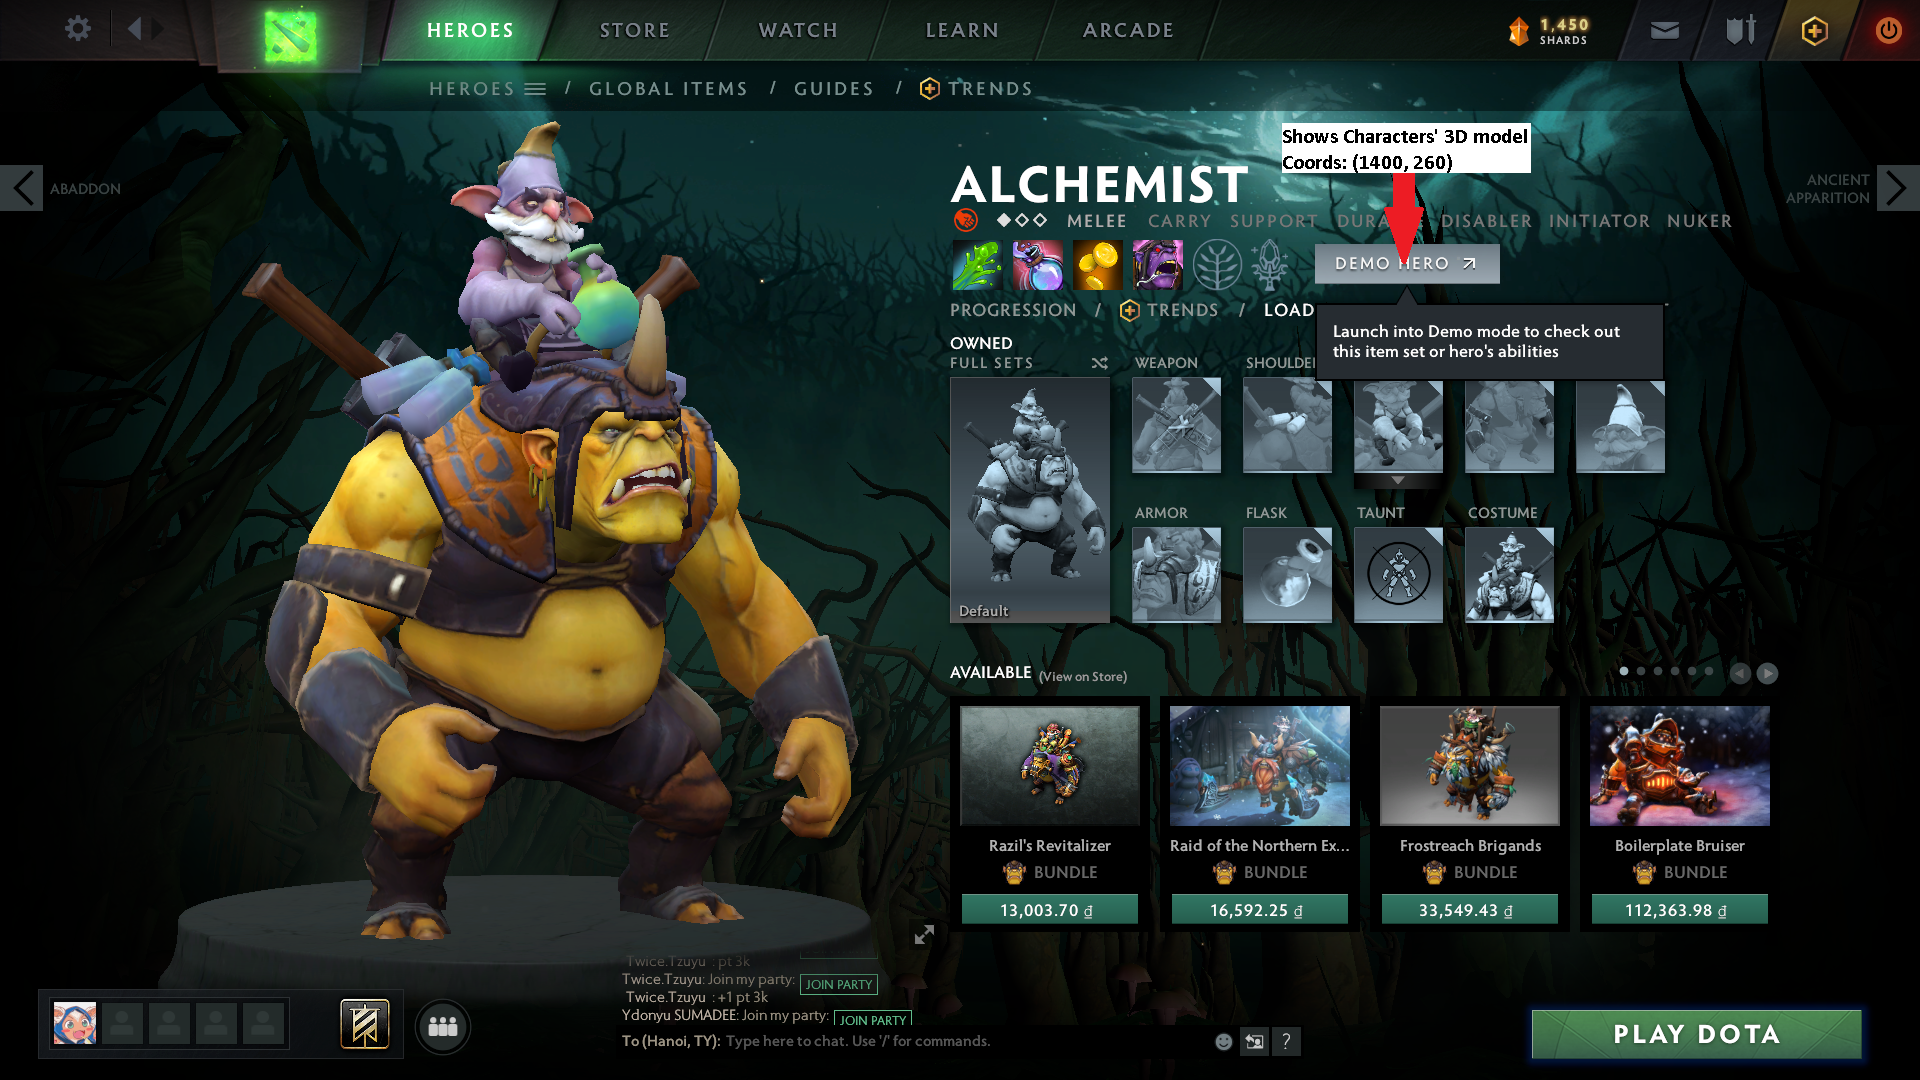 HEROES
STORE
WATCH
LEARN
ARCADE
1,450
SHARDS
HEROES / GLOBAL ITEMS / GUIDES / TRENDS
Shows Characters' 3D model
Coords: (1400, 260)
ABADDON
ALCHEMIST
ANCIENT
APPARITION
MELEE CARRY SUPPORT DURA DISABLER INITIATOR NUKER
DEMO HERO
PROGRESSION / TRENDS / LOAD
Launch into Demo mode to check out
this item set or hero's abilities
OWNED
FULL SETS
WEAPON
SHOULDE
Default
ARMOR
FLASK
TAUNT
COSTUME
AVAILABLE (View on Store)
Razil's Revitalizer
BUNDLE
13,003.70 ₫
Raid of the Northern Ex...
BUNDLE
16,592.25 ₫
Frostreach Brigands
BUNDLE
33,549.43 ₫
Boilerplate Bruiser
BUNDLE
112,363.98 ₫
Twice.Tzuyu : pt 3k
Twice.Tzuyu: Join my party: JOIN PARTY
Twice.Tzuyu : +1 pt 3k
Ydonyu SUMADEE: Join my party: JOIN PARTY
To (Hanoi, TY): Type here to chat. Use '/' for commands.
?
PLAY DOTA